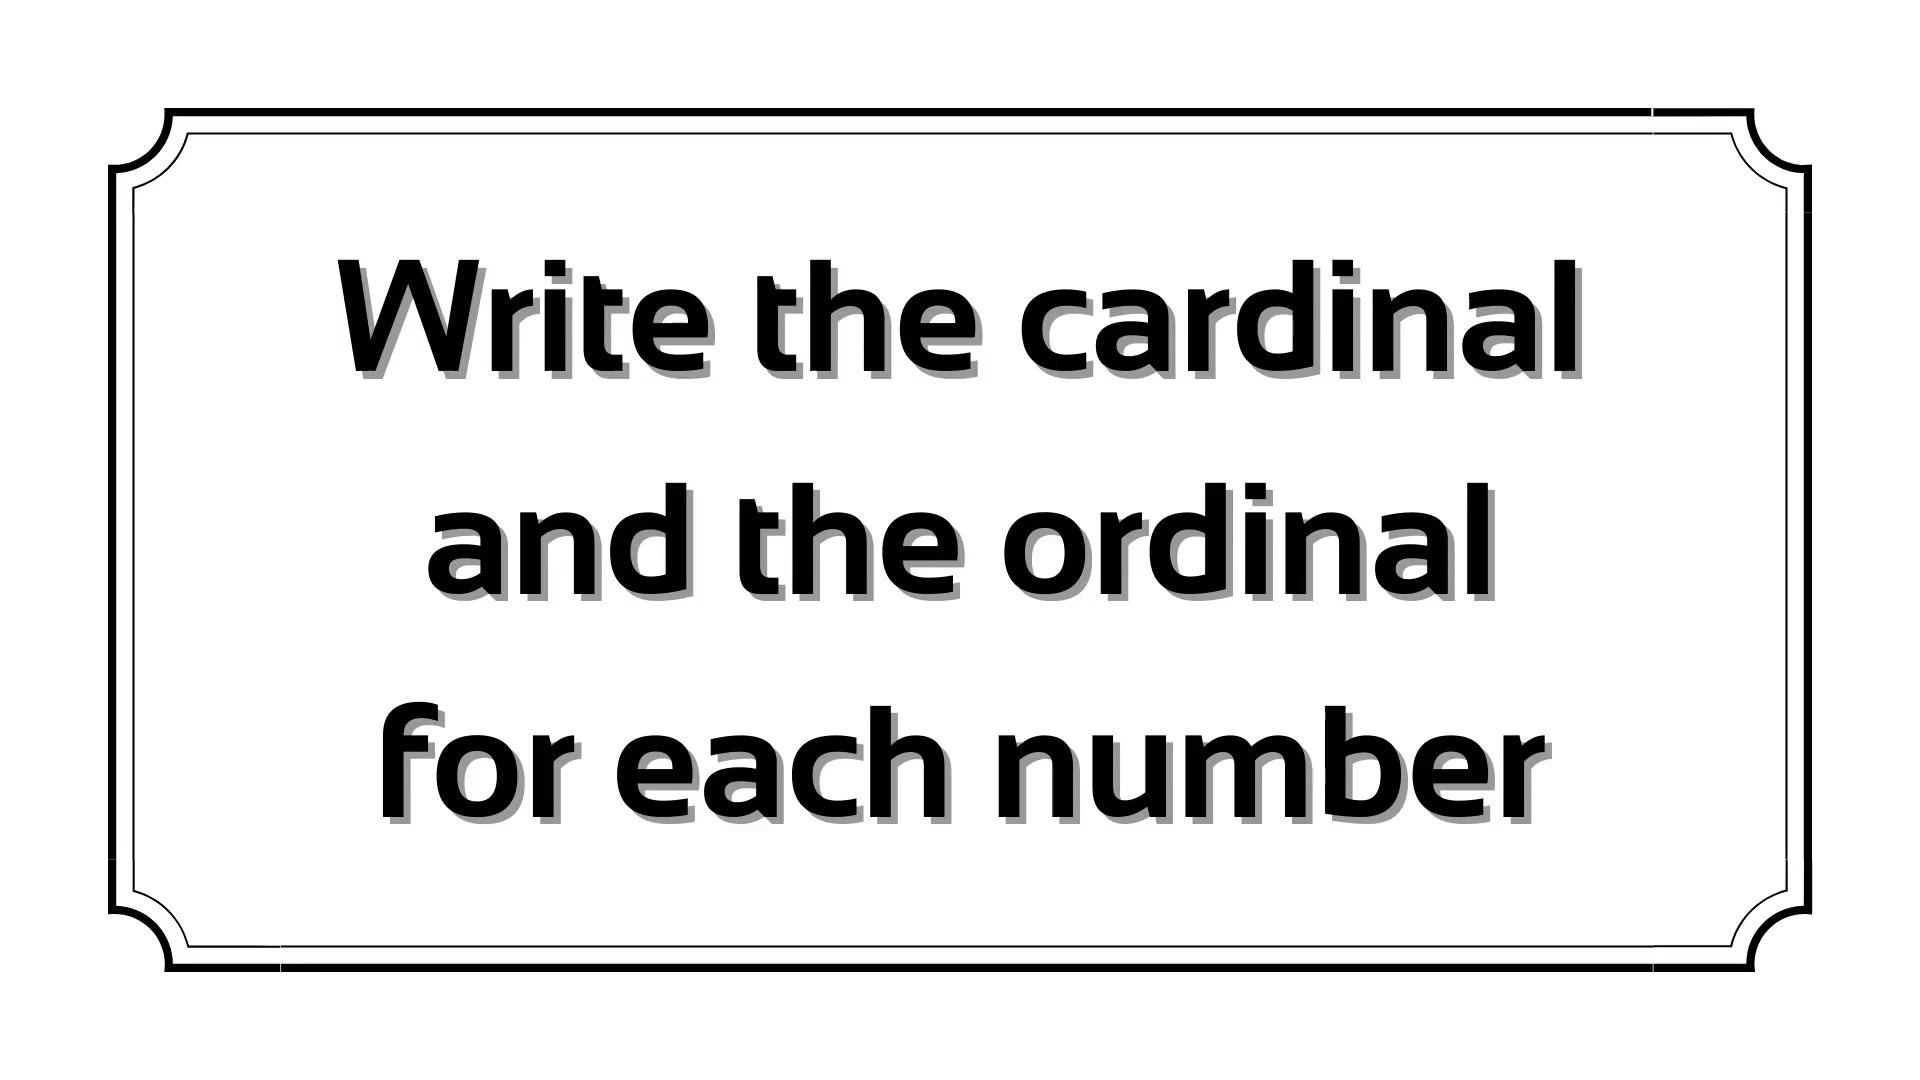 Write the cardinal
and the ordinal
for each number